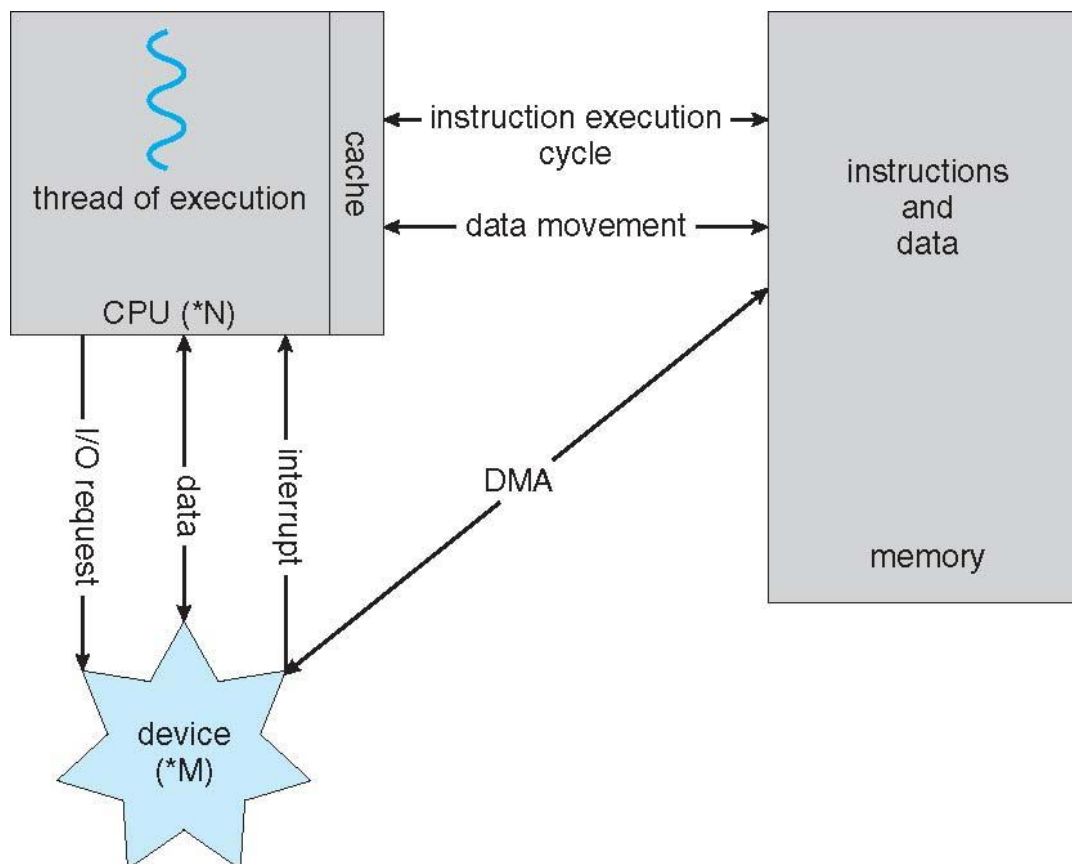 thread of execution
cache
CPU (*N)
instruction execution
cycle
data movement
instructions
and
data
memory
I/O request
data
interrupt
DMA
device
(*M)